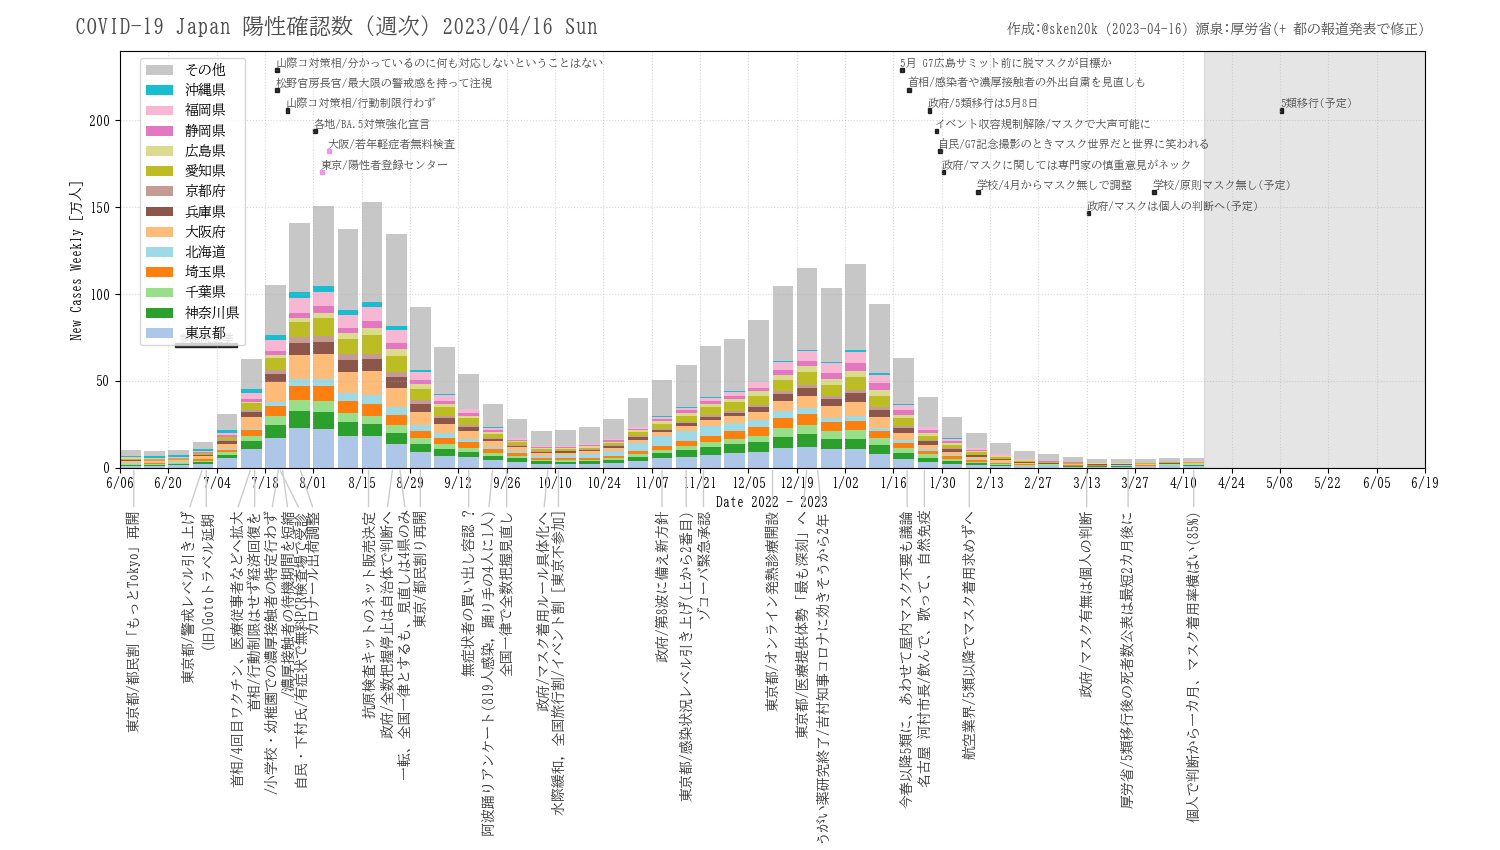 COVID-19 Japan 陽性確認数 (週次) 2023/04/16 Sun
作成:@sken20k (2023-04-16) 源泉:厚労省(+ 都の報道発表で修正)
その他
沖縄県
福岡県
静岡県
広島県
愛知県
京都府
兵庫県
大阪府
北海道
埼玉県
千葉県
神奈川県
東京都
山際コ対策相/分かっているのに何も対応しないということはない
松野官房長官/最大限の警戒感を持って注視
山際コ対策相/行動制限行わず
各地/BA.5対策強化宣言
大阪/若年軽症者無料検査
東京/陽性者登録センター
5月 G7広島サミット前に脱マスクが目標か
首相/感染者や濃厚接触者の外出自粛を見直しも
政府/5類移行は5月8日
イベント収容規制解除/マスクで大声可能に
自民/G7記念撮影のときマスク世界だと世界に笑われる
政府/マスクに関しては専門家の慎重意見がネック
学校/4月からマスク無しで調整
学校/原則マスク無し(予定)
政府/マスクは個人の判断へ(予定)
5類移行(予定)
New Cases Weekly [万人]
200
150
100
50
0
6/06 6/20 7/04 7/18 8/01 8/15 8/29 9/12 9/26 10/10 10/24 11/07 11/21 12/05 12/19 1/02 1/16 1/30 2/13 2/27 3/13 3/27 4/10 4/24 5/08 5/22 6/05 6/19
Date 2022 - 2023
東京都/都民割「もっとTokyo」再開
東京都/警戒レベル引き上げ
(旧)Gotoトラベル延期
首相/4回目ワクチン、医療従事者などへ拡大
首相/行動制限はせず経済回復を
/小学校・幼稚園での濃厚接触者の特定行わず
/濃厚接触者の待機期間を短縮
自民・下村氏/有症状で無料PCR検査場で受診
カロナール出荷調整
抗原検査キットのネット販売決定
政府/全数把握停止は自治体で判断へ
一転、全国一律とするも、見直しは4県のみ
東京/都民割り再開
無症状者の買い出し容認？
阿波踊りアンケート(819人感染, 踊り手の4人に1人)
全国一律で全数把握見直し
政府/マスク着用ルール具体化へ
水際緩和, 全国旅行割/イベント割 [東京不参加]
政府/第8波に備え新方針
東京都/感染状況レベル引き上げ(上から2番目)
ゾコーバ緊急承認
東京都/オンライン発熱診療開設
東京都/医療提供体勢「最も深刻」へ
うがい薬研究終了/吉村知事コロナに効きそうから2年
今春以降5類に、あわせて屋内マスク不要も議論
名古屋 河村市長/飲んで、歌って、自然免疫
航空業界/5類以降でマスク着用求めずへ
政府/マスク有無は個人の判断
厚労省/5類移行後の死者数公表は最短2カ月後に
個人で判断から一カ月、マスク着用率横ばい(85%)